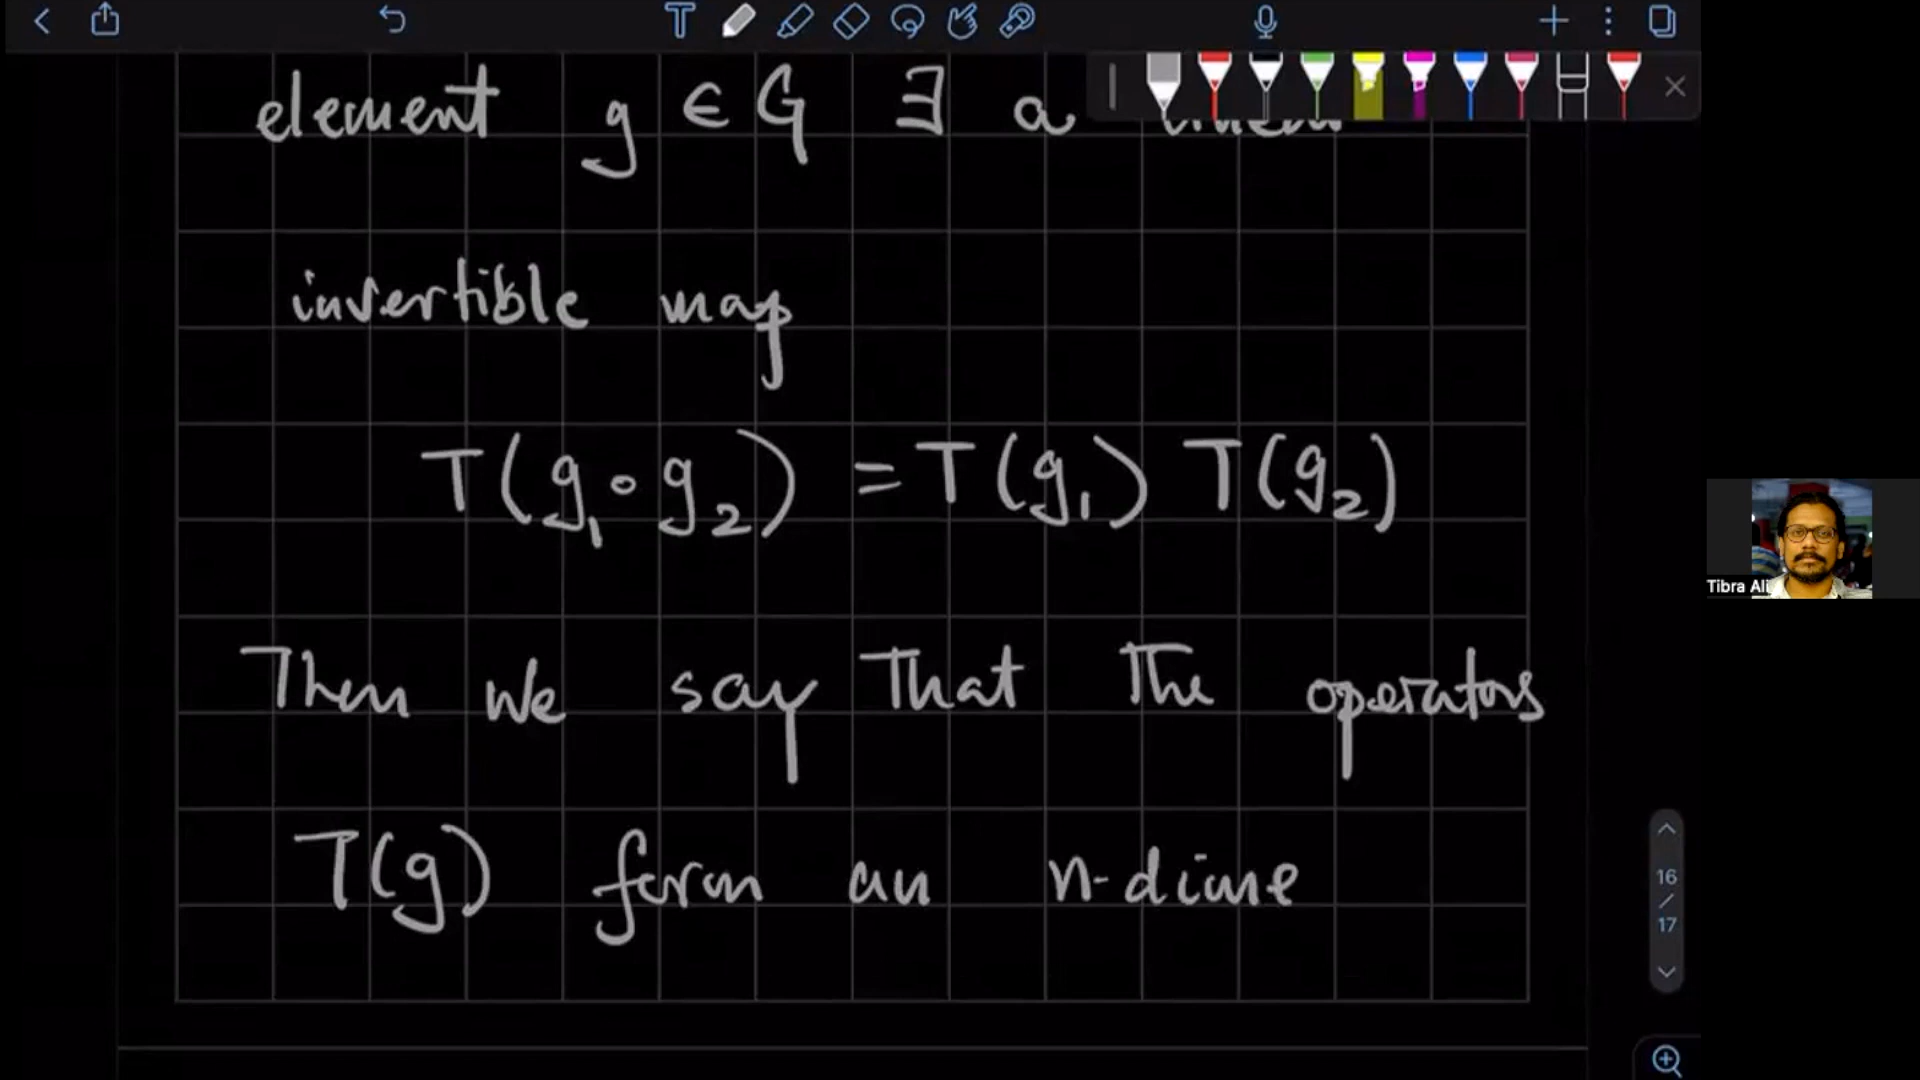 element g ∈ G ∃ a linear
invertible map
T(g₁∘g₂) = T(g₁) T(g₂)
Then we say that the operators
T(g) form an n-dime
Tibra Ali
16
/
17